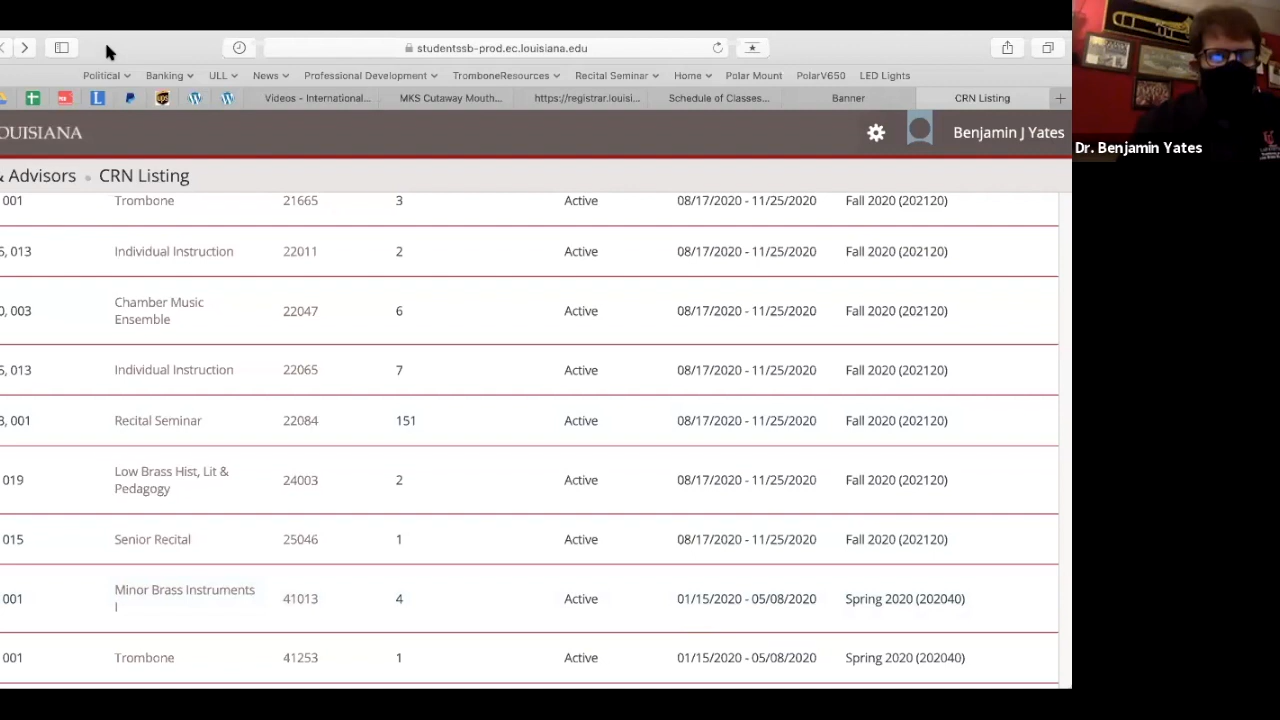 studentssb-prod.ec.louisiana.edu
Political Banking ULL News Professional Development TromboneResources Recital Seminar Home Polar Mount PolarV650 LED Lights
Videos - International... MKS Cutaway Mouth... https://registrar.louisi... Schedule of Classes... Banner CRN Listing
OUISIANA Benjamin J Yates
Dr. Benjamin Yates
& Advisors • CRN Listing
001 Trombone 21665 3 Active 08/17/2020 - 11/25/2020 Fall 2020 (202120)
5, 013 Individual Instruction 22011 2 Active 08/17/2020 - 11/25/2020 Fall 2020 (202120)
0, 003 Chamber Music Ensemble 22047 6 Active 08/17/2020 - 11/25/2020 Fall 2020 (202120)
5, 013 Individual Instruction 22065 7 Active 08/17/2020 - 11/25/2020 Fall 2020 (202120)
3, 001 Recital Seminar 22084 151 Active 08/17/2020 - 11/25/2020 Fall 2020 (202120)
019 Low Brass Hist, Lit & Pedagogy 24003 2 Active 08/17/2020 - 11/25/2020 Fall 2020 (202120)
015 Senior Recital 25046 1 Active 08/17/2020 - 11/25/2020 Fall 2020 (202120)
001 Minor Brass Instruments I 41013 4 Active 01/15/2020 - 05/08/2020 Spring 2020 (202040)
001 Trombone 41253 1 Active 01/15/2020 - 05/08/2020 Spring 2020 (202040)